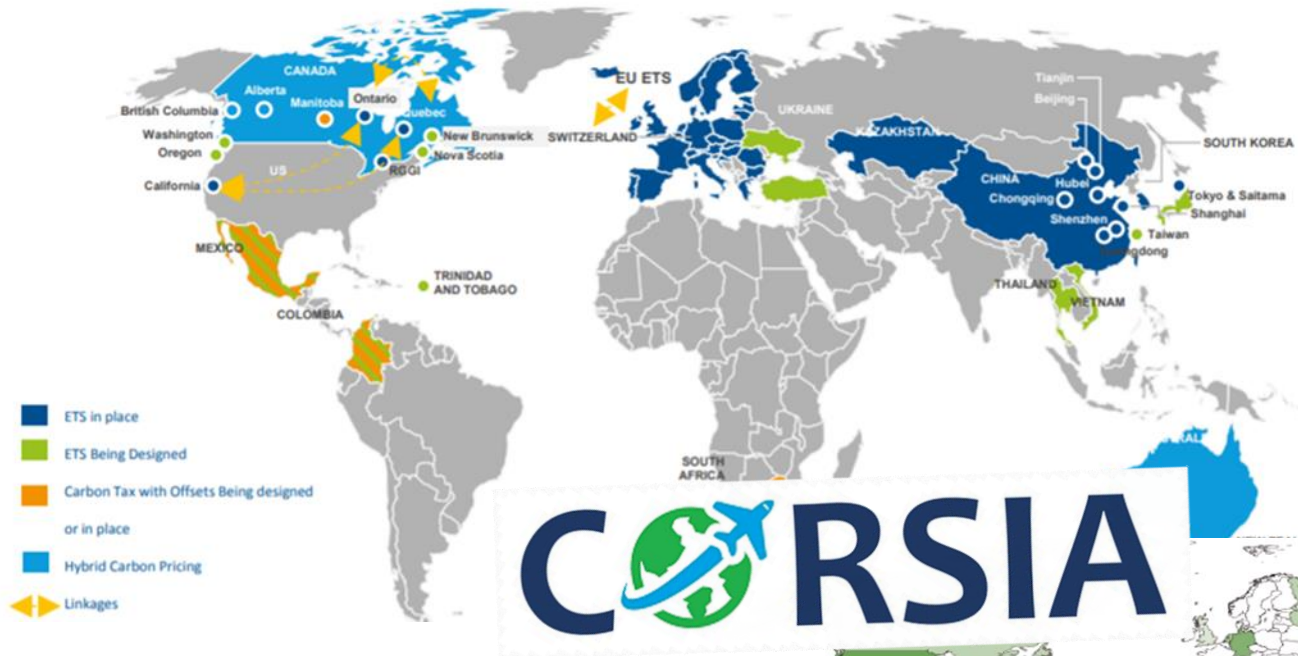 CANADA
Alberta
British Columbia
Manitoba
Ontario
Quebec
Washington
Oregon
New Brunswick
Nova Scotia
California
US
RGGI
MEXICO
TRINIDAD
AND TOBAGO
COLOMBIA
EU ETS
SWITZERLAND
UKRAINE
KAZAKHSTAN
Tianjin
Beijing
SOUTH KOREA
CHINA
Hubei
Chongqing
Tokyo & Saitama
Shanghai
Shenzhen
Taiwan
THAILAND
VIETNAM
SOUTH
AFRICA
ETS in place
ETS Being Designed
Carbon Tax with Offsets Being designed
or in place
Hybrid Carbon Pricing
Linkages
CORSIA